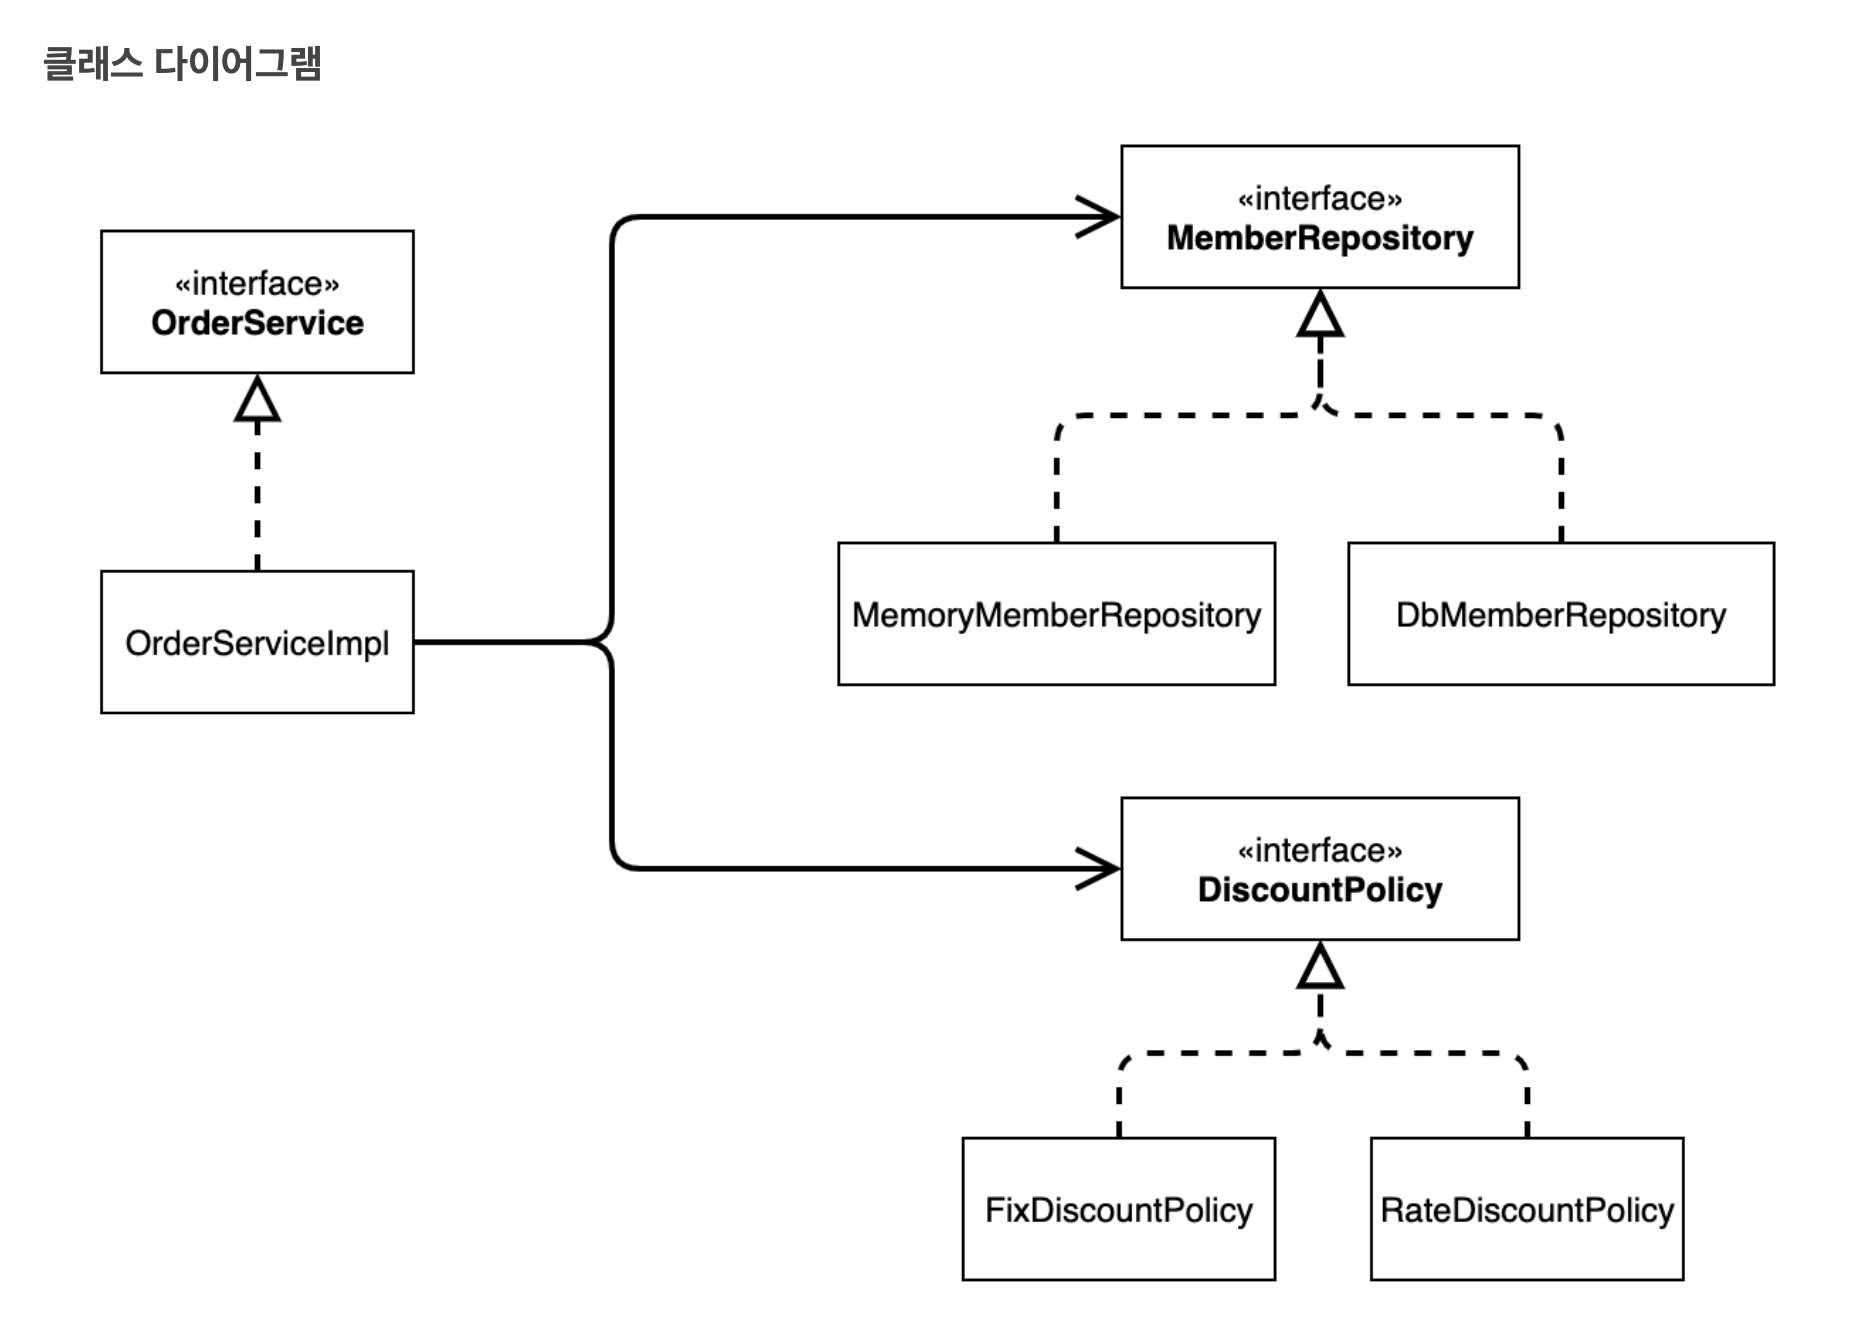 클래스 다이어그램
«interface»
OrderService
OrderServiceImpl
«interface»
MemberRepository
MemoryMemberRepository
DbMemberRepository
«interface»
DiscountPolicy
FixDiscountPolicy
RateDiscountPolicy